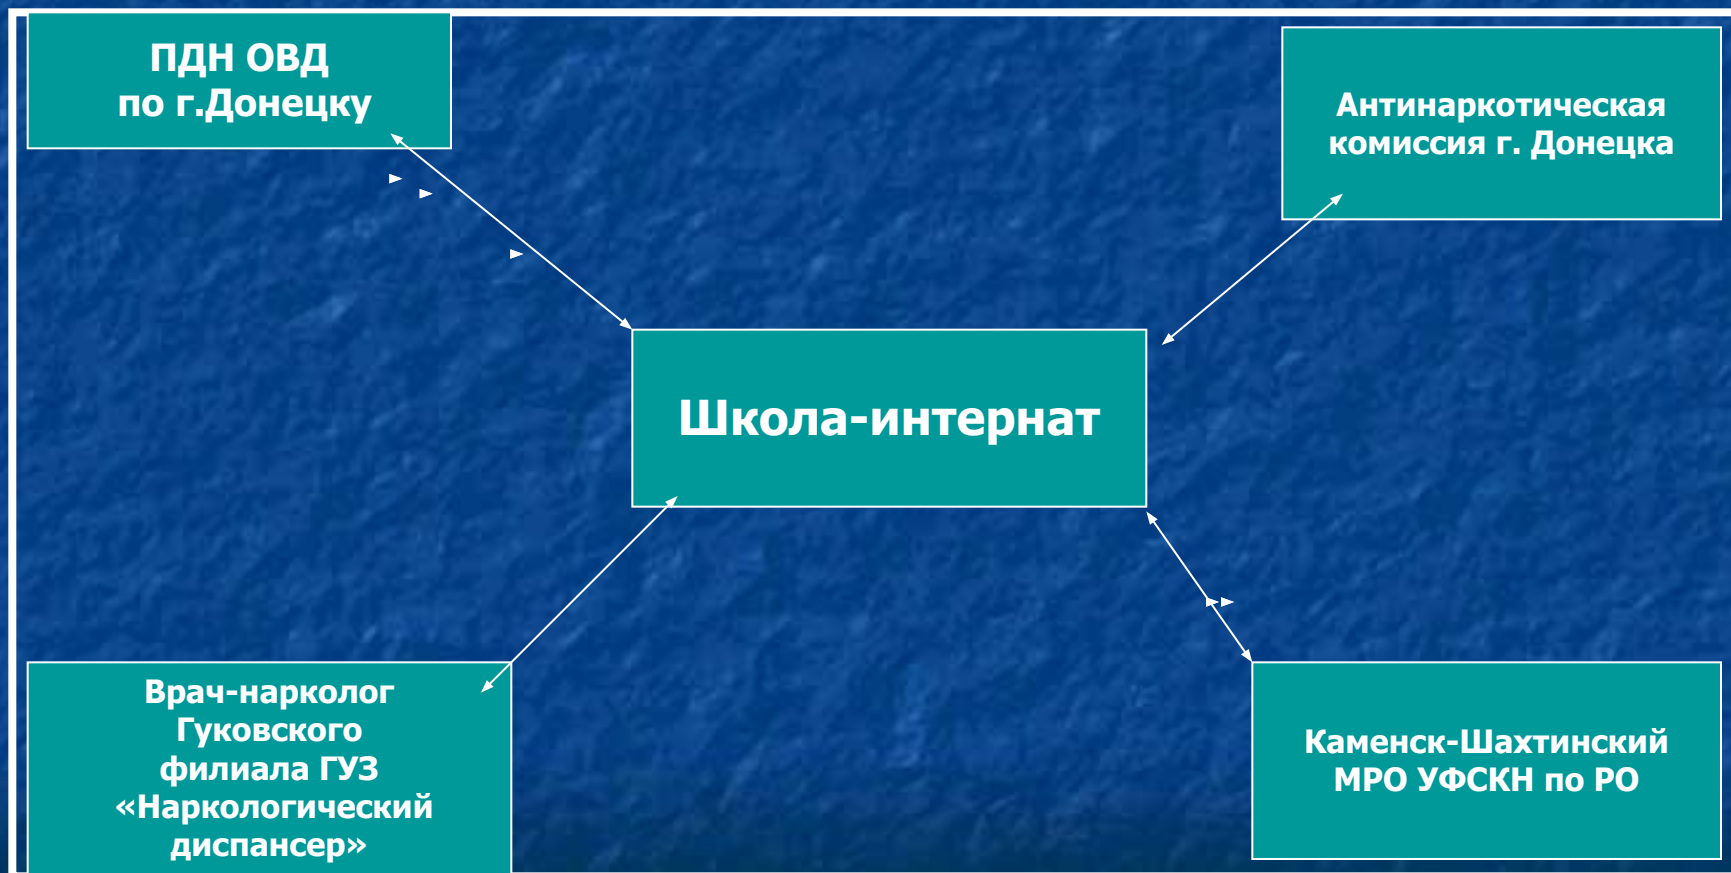 ПДН ОВД
по г.Донецку
Антинаркотическая
комиссия г. Донецка
Школа-интернат
Врач-нарколог
Гуковского
филиала ГУЗ
«Наркологический
диспансер»
Каменск-Шахтинский
МРО УФСКН по РО